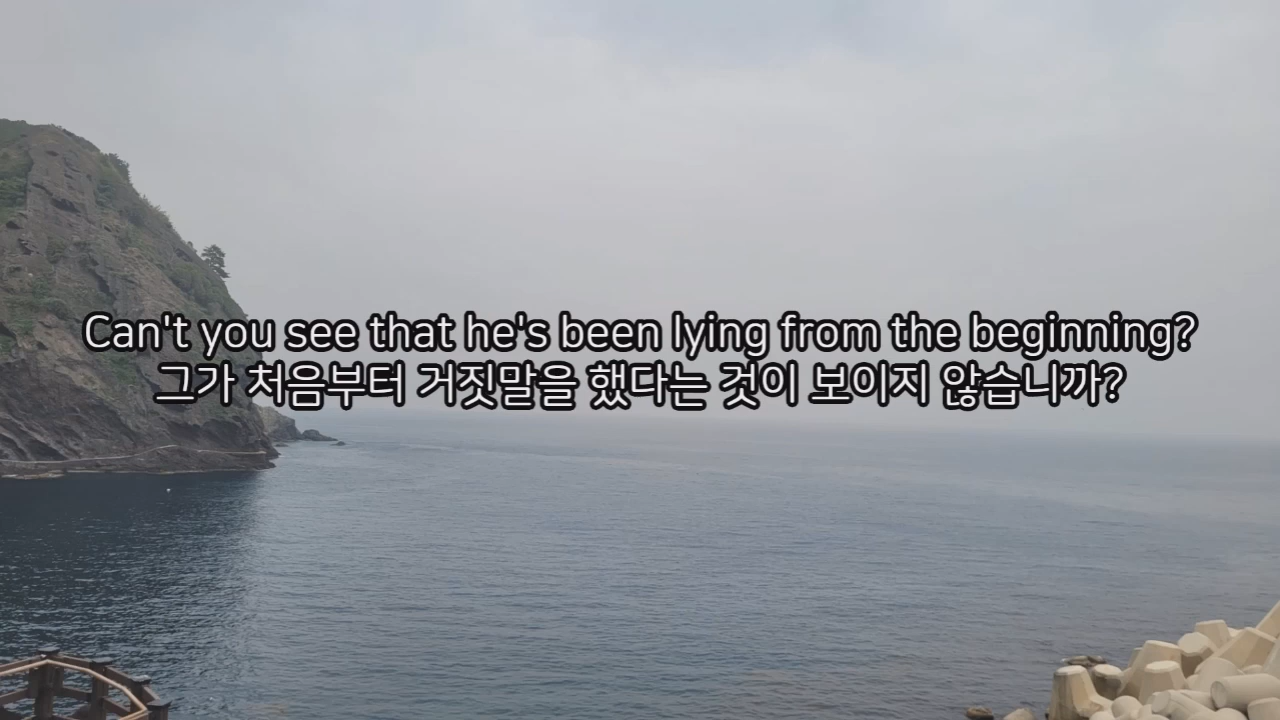 Can't you see that he's been lying from the beginning?
그가 처음부터 거짓말을 했다는 것이 보이지 않습니까?